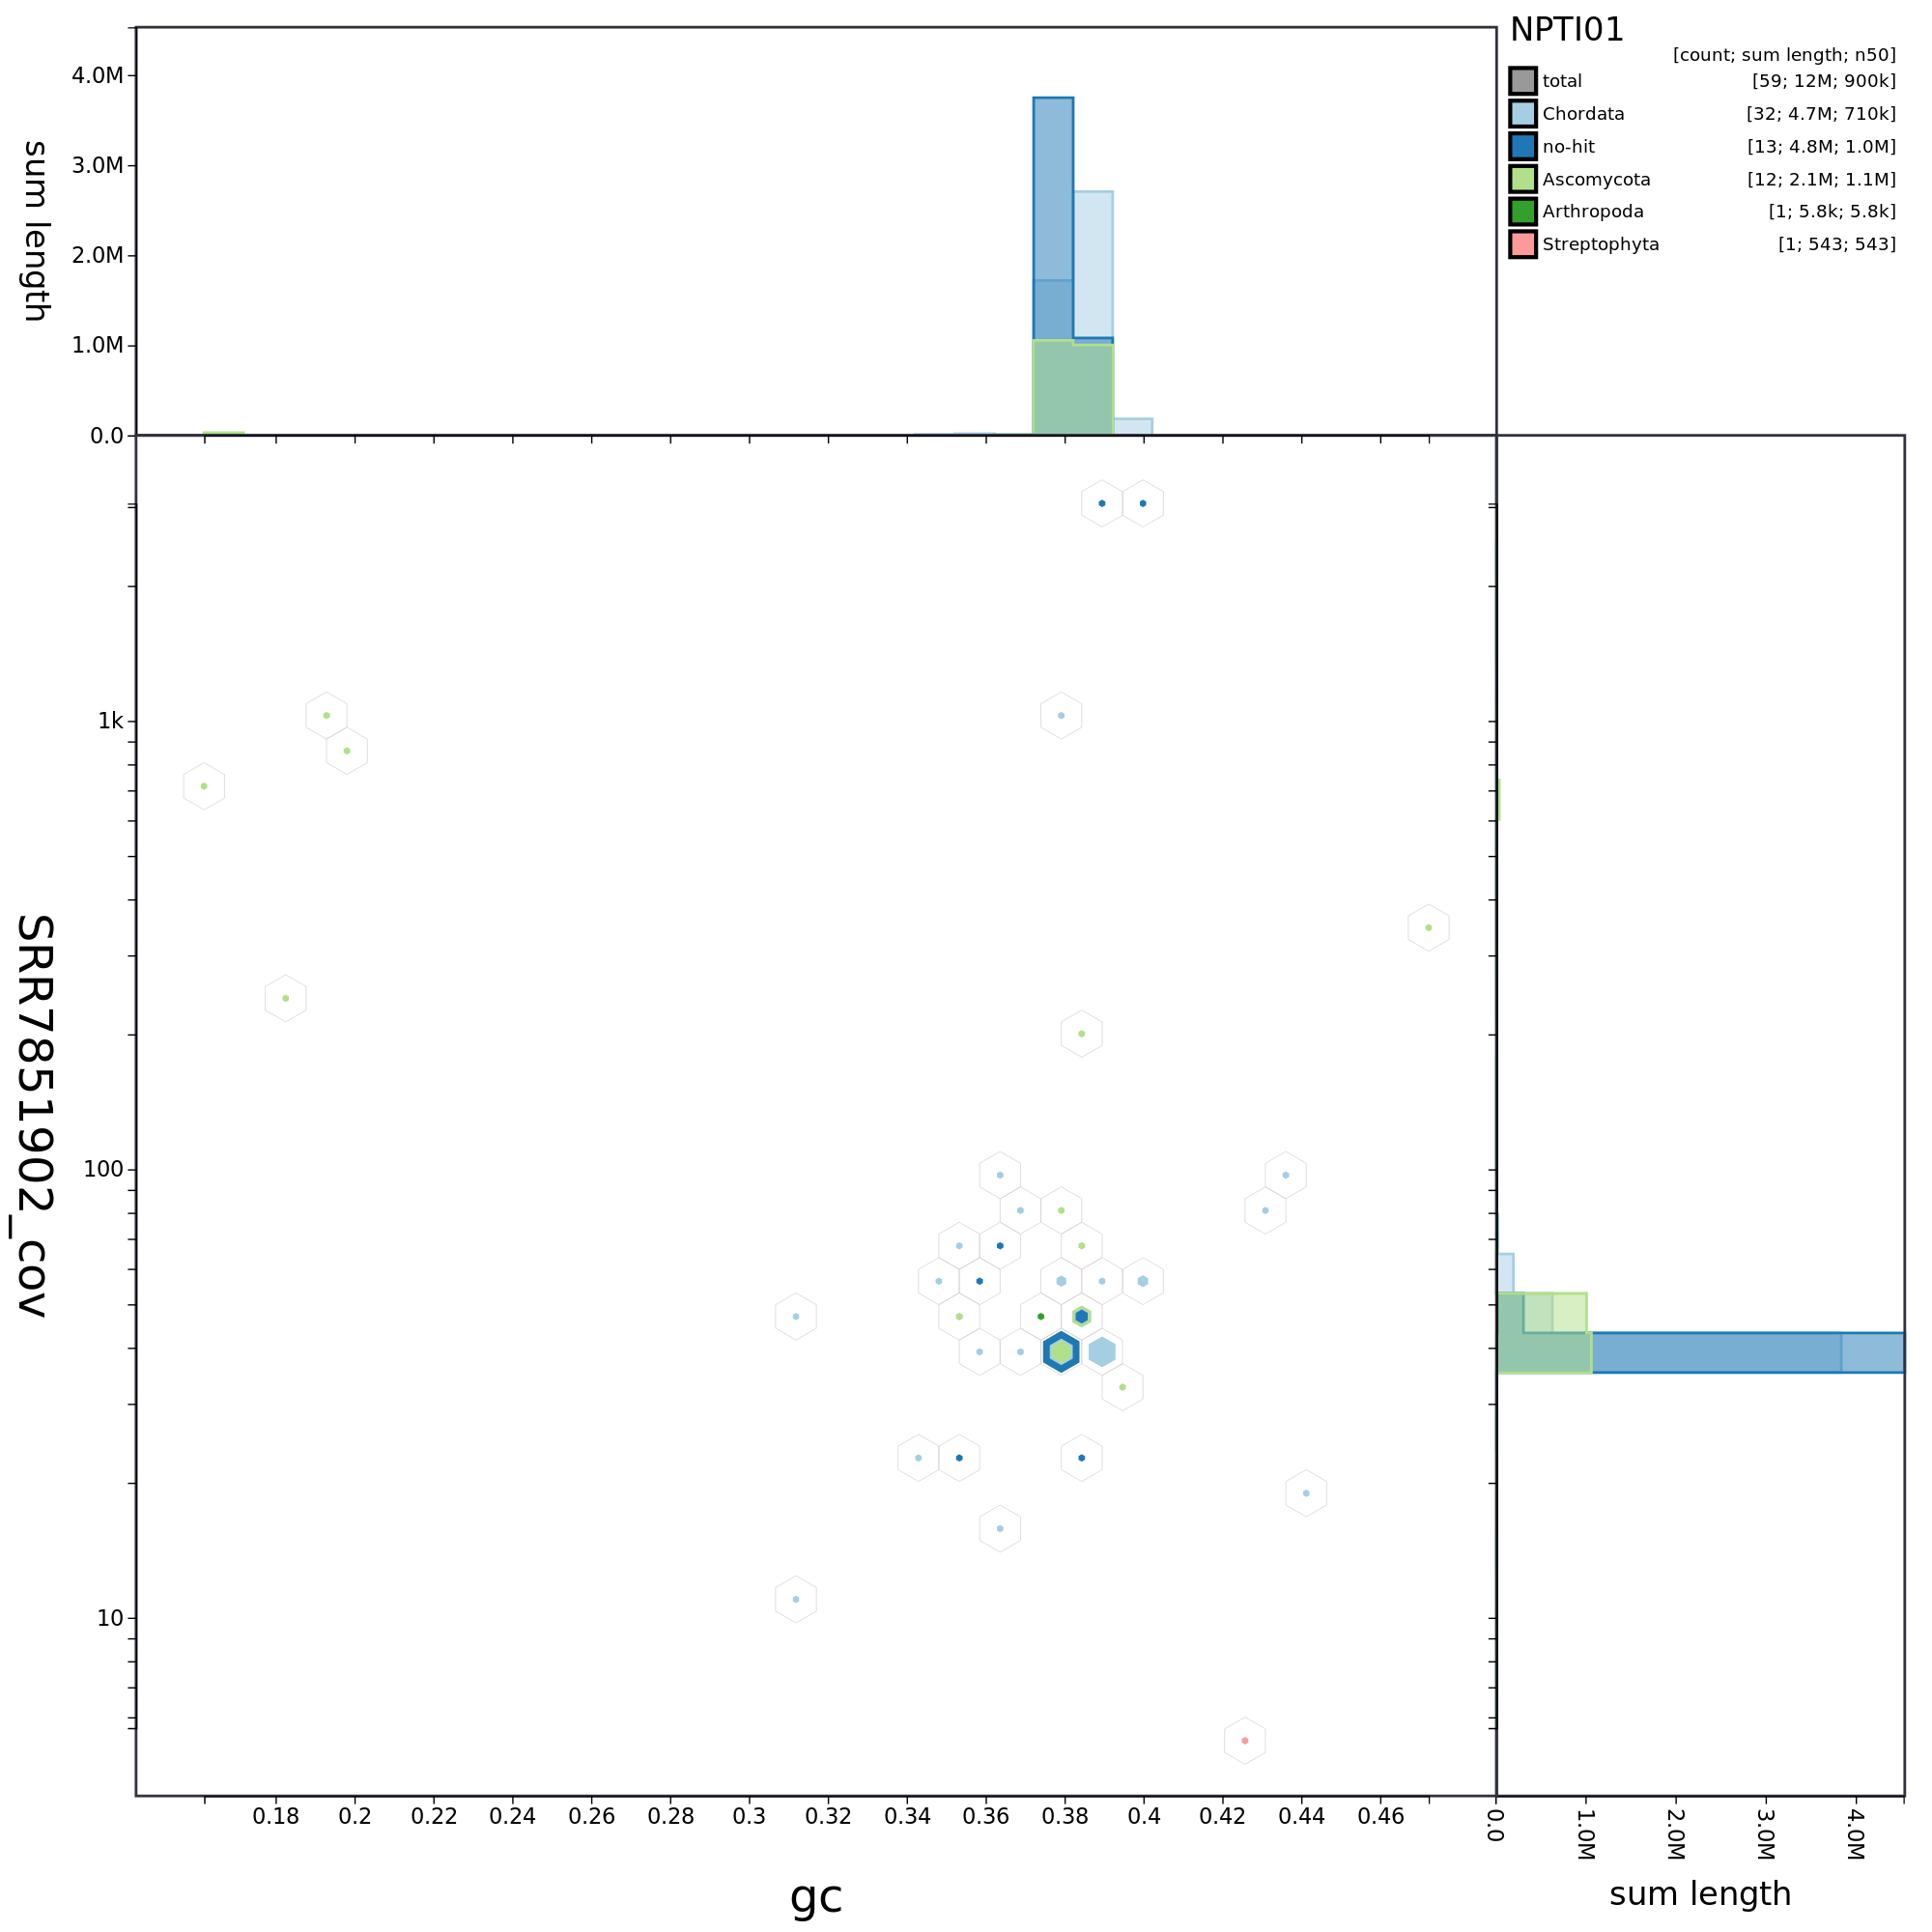 NPTI01
[count; sum length; n50]
total [59; 12M; 900k]
Chordata [32; 4.7M; 710k]
no-hit [13; 4.8M; 1.0M]
Ascomycota [12; 2.1M; 1.1M]
Arthropoda [1; 5.8k; 5.8k]
Streptophyta [1; 543; 543]
sum length
4.0M
3.0M
2.0M
1.0M
0.0
SRR7851902_cov
1k
100
10
0.18 0.2 0.22 0.24 0.26 0.28 0.3 0.32 0.34 0.36 0.38 0.4 0.42 0.44 0.46
gc
0.0 1.0M 2.0M 3.0M 4.0M
sum length